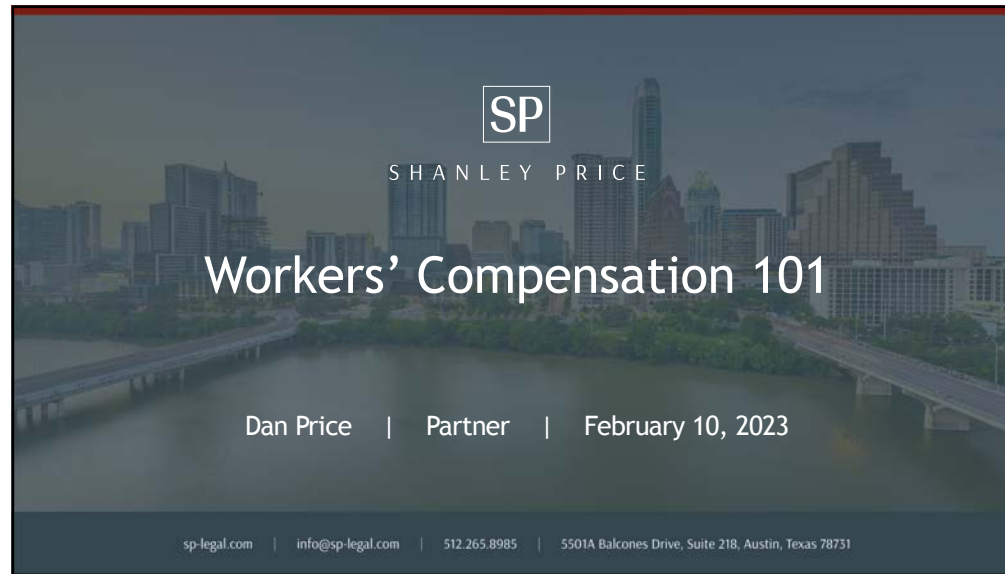 SP
SHANLEY PRICE
Workers’ Compensation 101
Dan Price | Partner | February 10, 2023
sp-legal.com | info@sp-legal.com | 512.265.8985 | 5501A Balcones Drive, Suite 218, Austin, Texas 78731